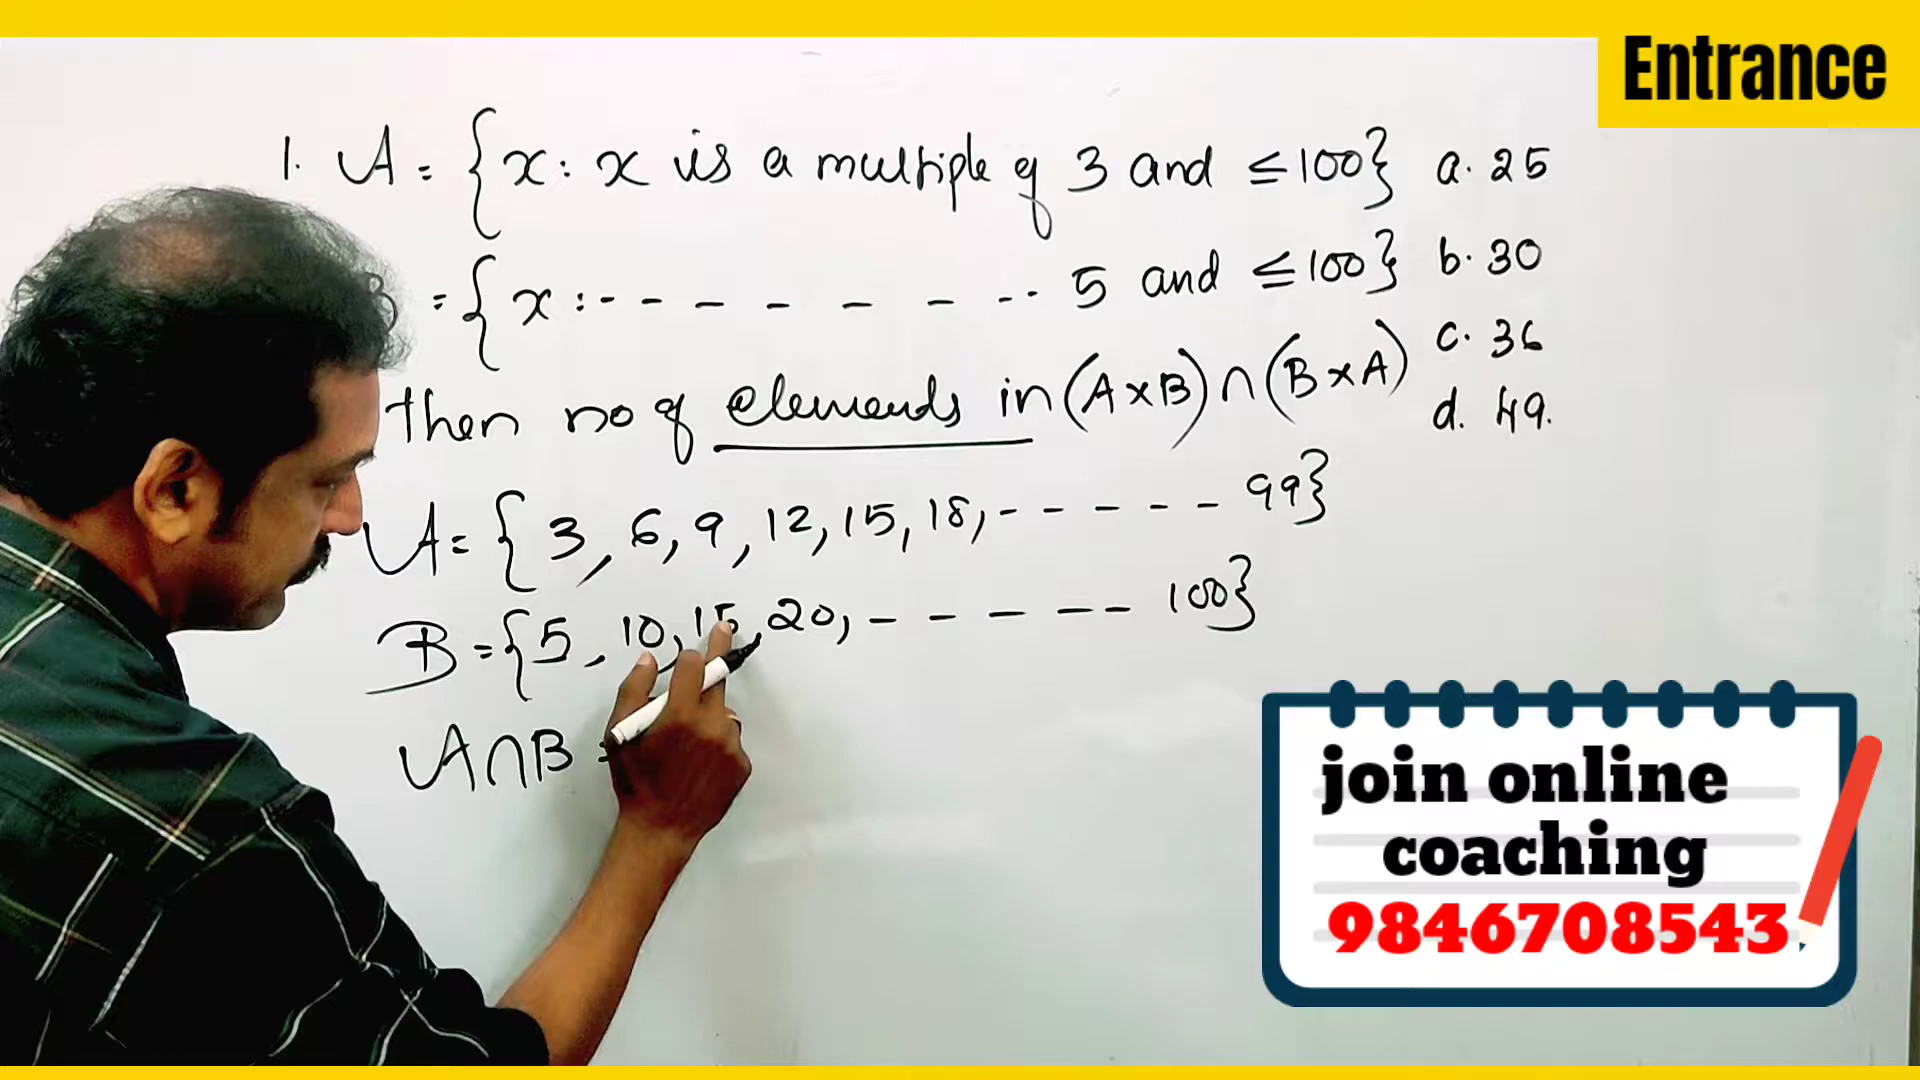 Entrance
1. A = {x : x is a multiple of 3 and ≤100} a. 25
B = {x :- - - - - - - - 5 and ≤100} b. 30
c. 36
then no of elements in (A×B)∩(B×A)
d. 49.
A = {3, 6, 9, 12, 15, 18, - - - - - 99}
B = {5, 10, 15, 20, - - - - - 100}
A∩B =
join online
coaching
9846708543